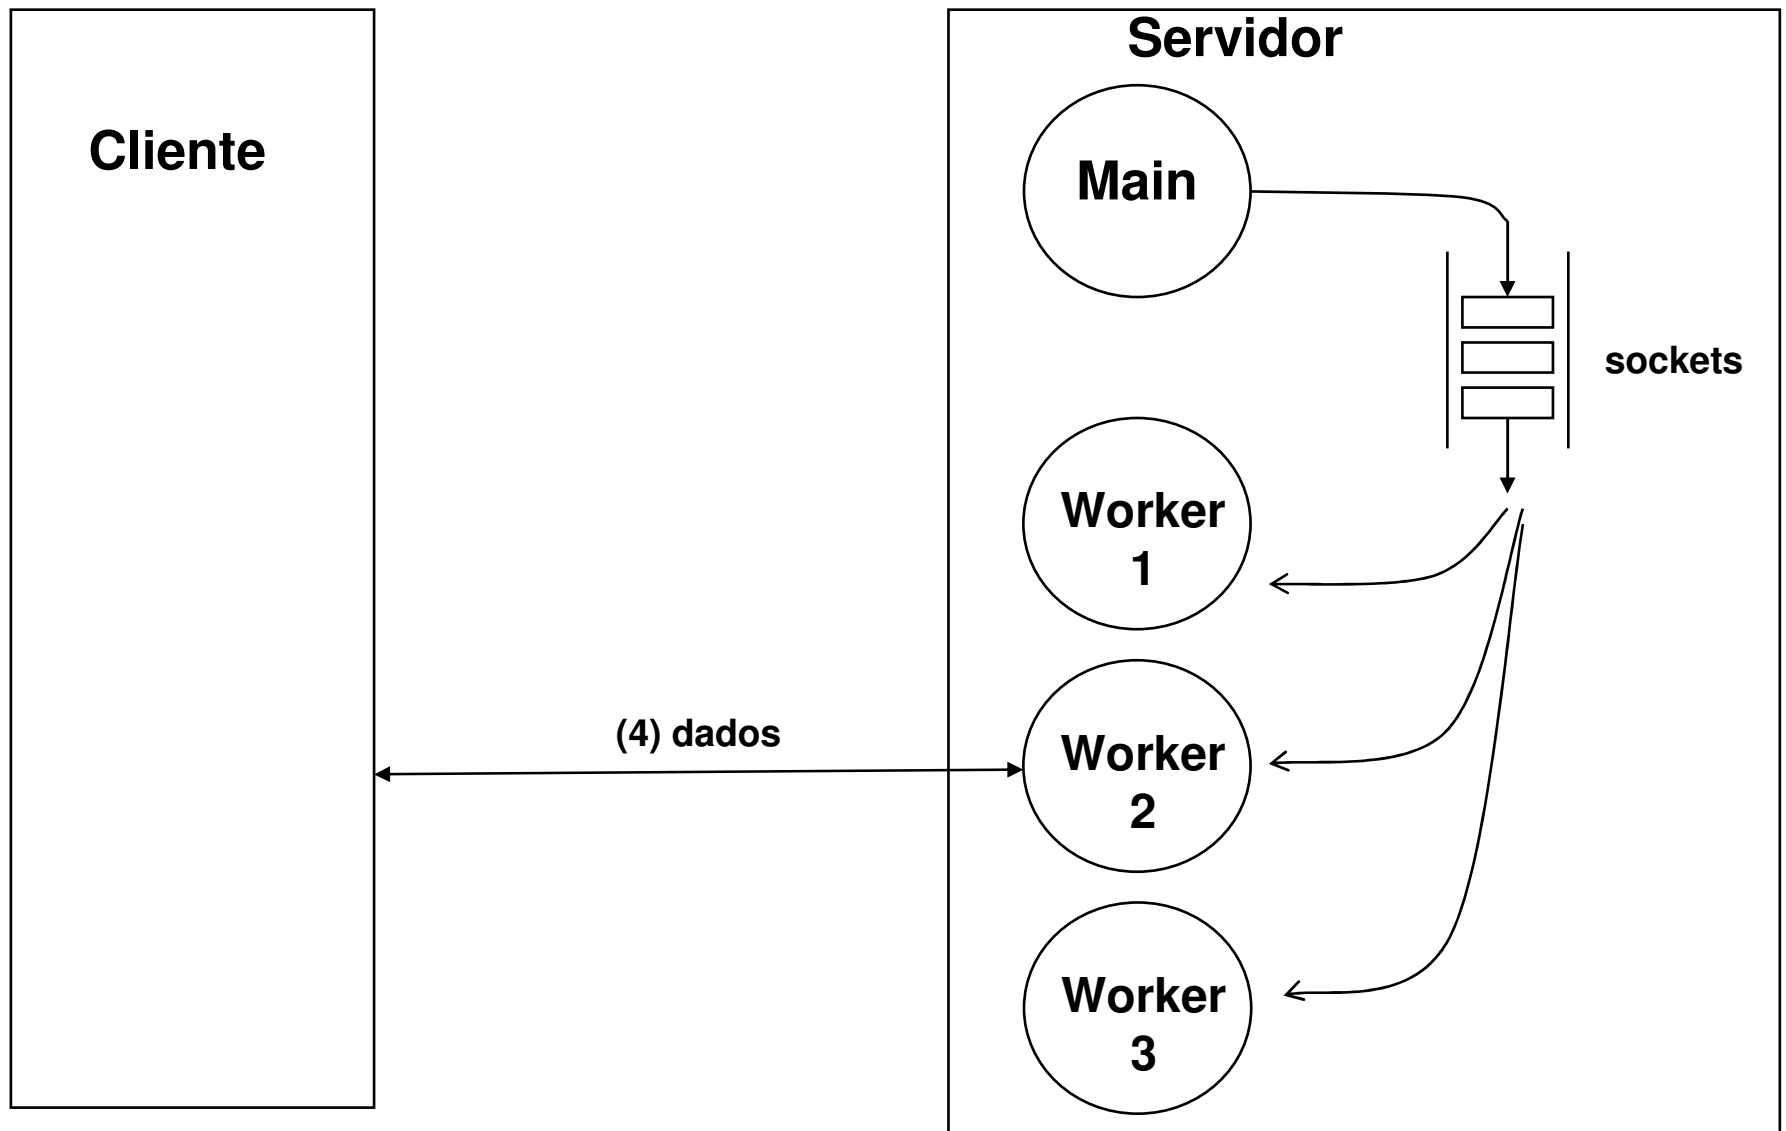 Servidor
Cliente
Main
sockets
Worker
1
(4) dados
Worker
2
Worker
3